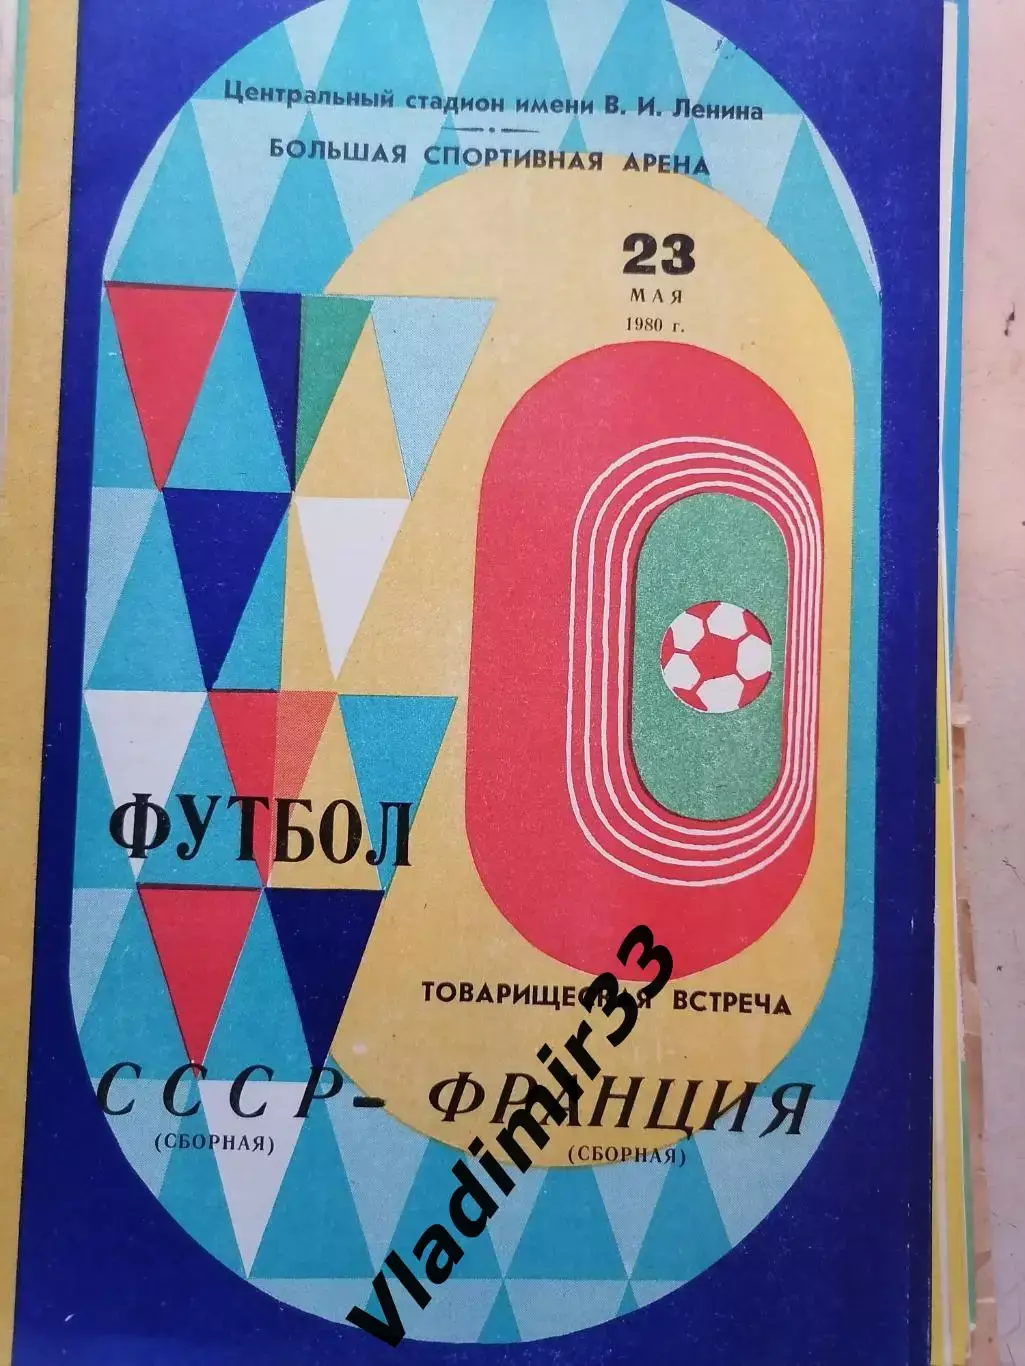 Центральный стадион имени В. И. Ленина
БОЛЬШАЯ СПОРТИВНАЯ АРЕНА
23
МАЯ
1980 г.
ФУТБОЛ
ТОВАРИЩЕСКАЯ ВСТРЕЧА
СССР - ФРАНЦИЯ
(СБОРНАЯ) (СБОРНАЯ)
Vladimir33